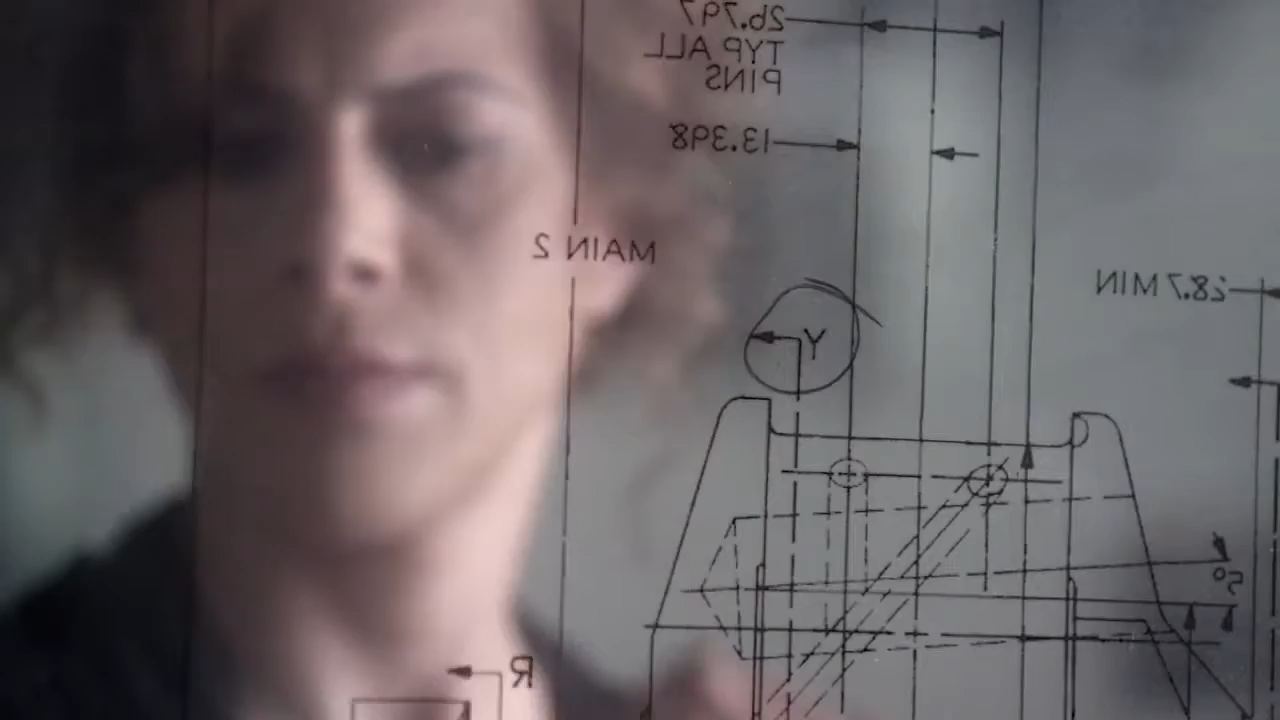 26.797
TYP ALL
PINS
13.398
MAIN 2
28.7 MIN
Y
5°
R